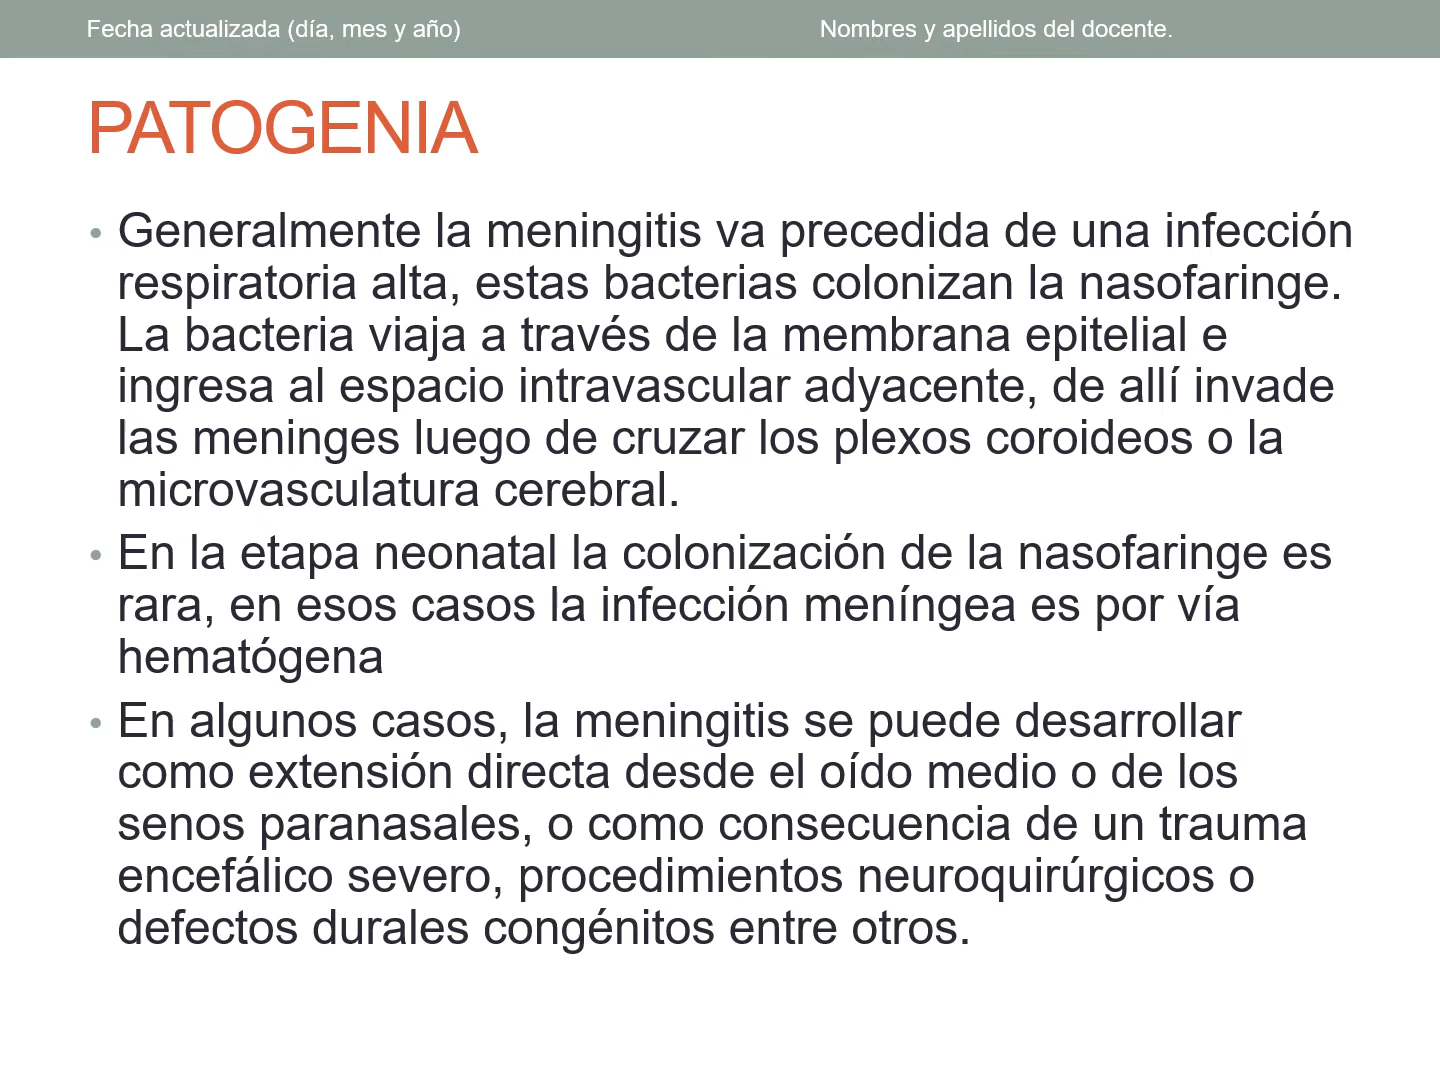 Fecha actualizada (día, mes y año)
Nombres y apellidos del docente.
PATOGENIA
• Generalmente la meningitis va precedida de una infección
respiratoria alta, estas bacterias colonizan la nasofaringe.
La bacteria viaja a través de la membrana epitelial e
ingresa al espacio intravascular adyacente, de allí invade
las meninges luego de cruzar los plexos coroideos o la
microvasculatura cerebral.
• En la etapa neonatal la colonización de la nasofaringe es
rara, en esos casos la infección meníngea es por vía
hematógena
• En algunos casos, la meningitis se puede desarrollar
como extensión directa desde el oído medio o de los
senos paranasales, o como consecuencia de un trauma
encefálico severo, procedimientos neuroquirúrgicos o
defectos durales congénitos entre otros.